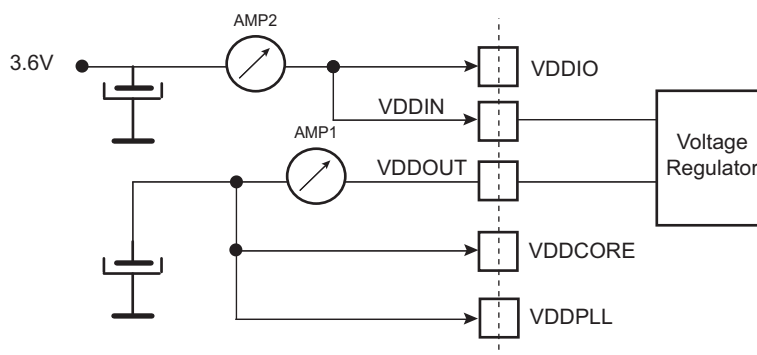 AMP2
3.6V
VDDIO
VDDIN
AMP1
Voltage
Regulator
VDDOUT
VDDCORE
VDDPLL